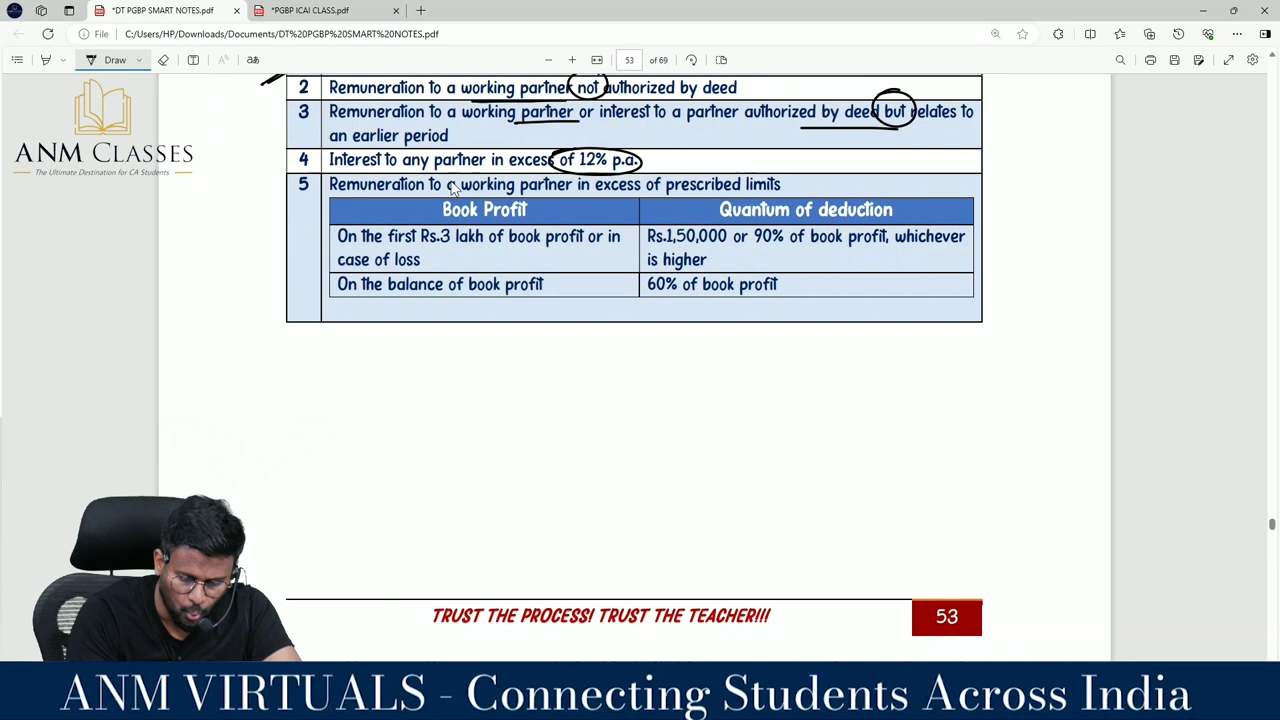 *DT PGBP SMART NOTES.pdf
*PGBP ICAI CLASS.pdf
File
C:/Users/HP/Downloads/Documents/DT%20PGBP%20SMART%20NOTES.pdf
Draw
53 of 69
ANM CLASSES
The Ultimate Destination for CA Students
2 Remuneration to a working partner not authorized by deed
3 Remuneration to a working partner or interest to a partner authorized by deed but relates to
an earlier period
4 Interest to any partner in excess of 12% p.a.
5 Remuneration to a working partner in excess of prescribed limits
Book Profit Quantum of deduction
On the first Rs.3 lakh of book profit or in
case of loss
Rs.1,50,000 or 90% of book profit, whichever
is higher
On the balance of book profit 60% of book profit
TRUST THE PROCESS! TRUST THE TEACHER!!! 53
ANM VIRTUALS - Connecting Students Across India